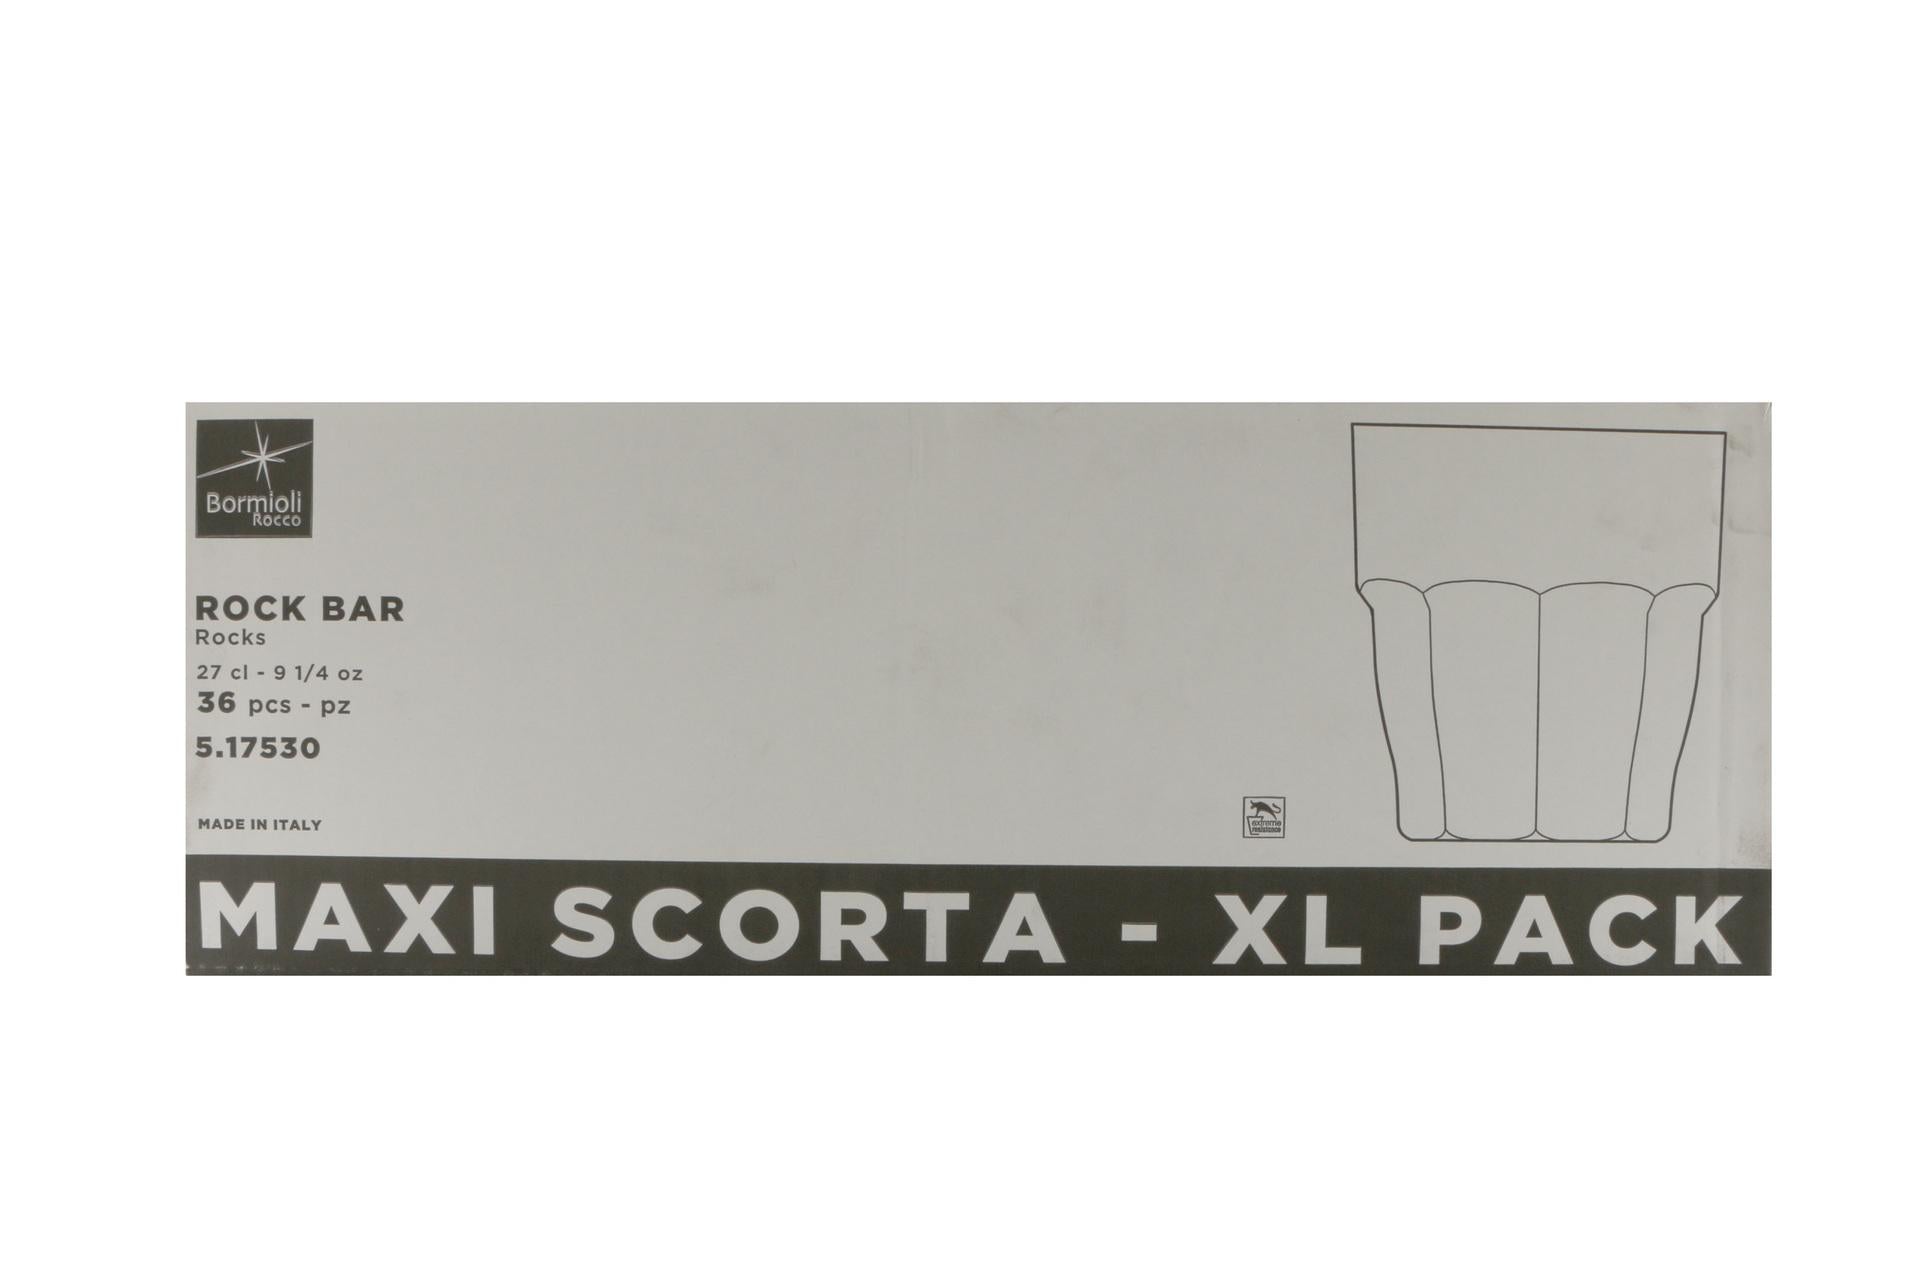 Bormioli
Rocco
ROCK BAR
Rocks
27 cl - 9 1/4 oz
36 pcs - pz
5.17530
MADE IN ITALY
extreme
resistance
MAXI SCORTA - XL PACK